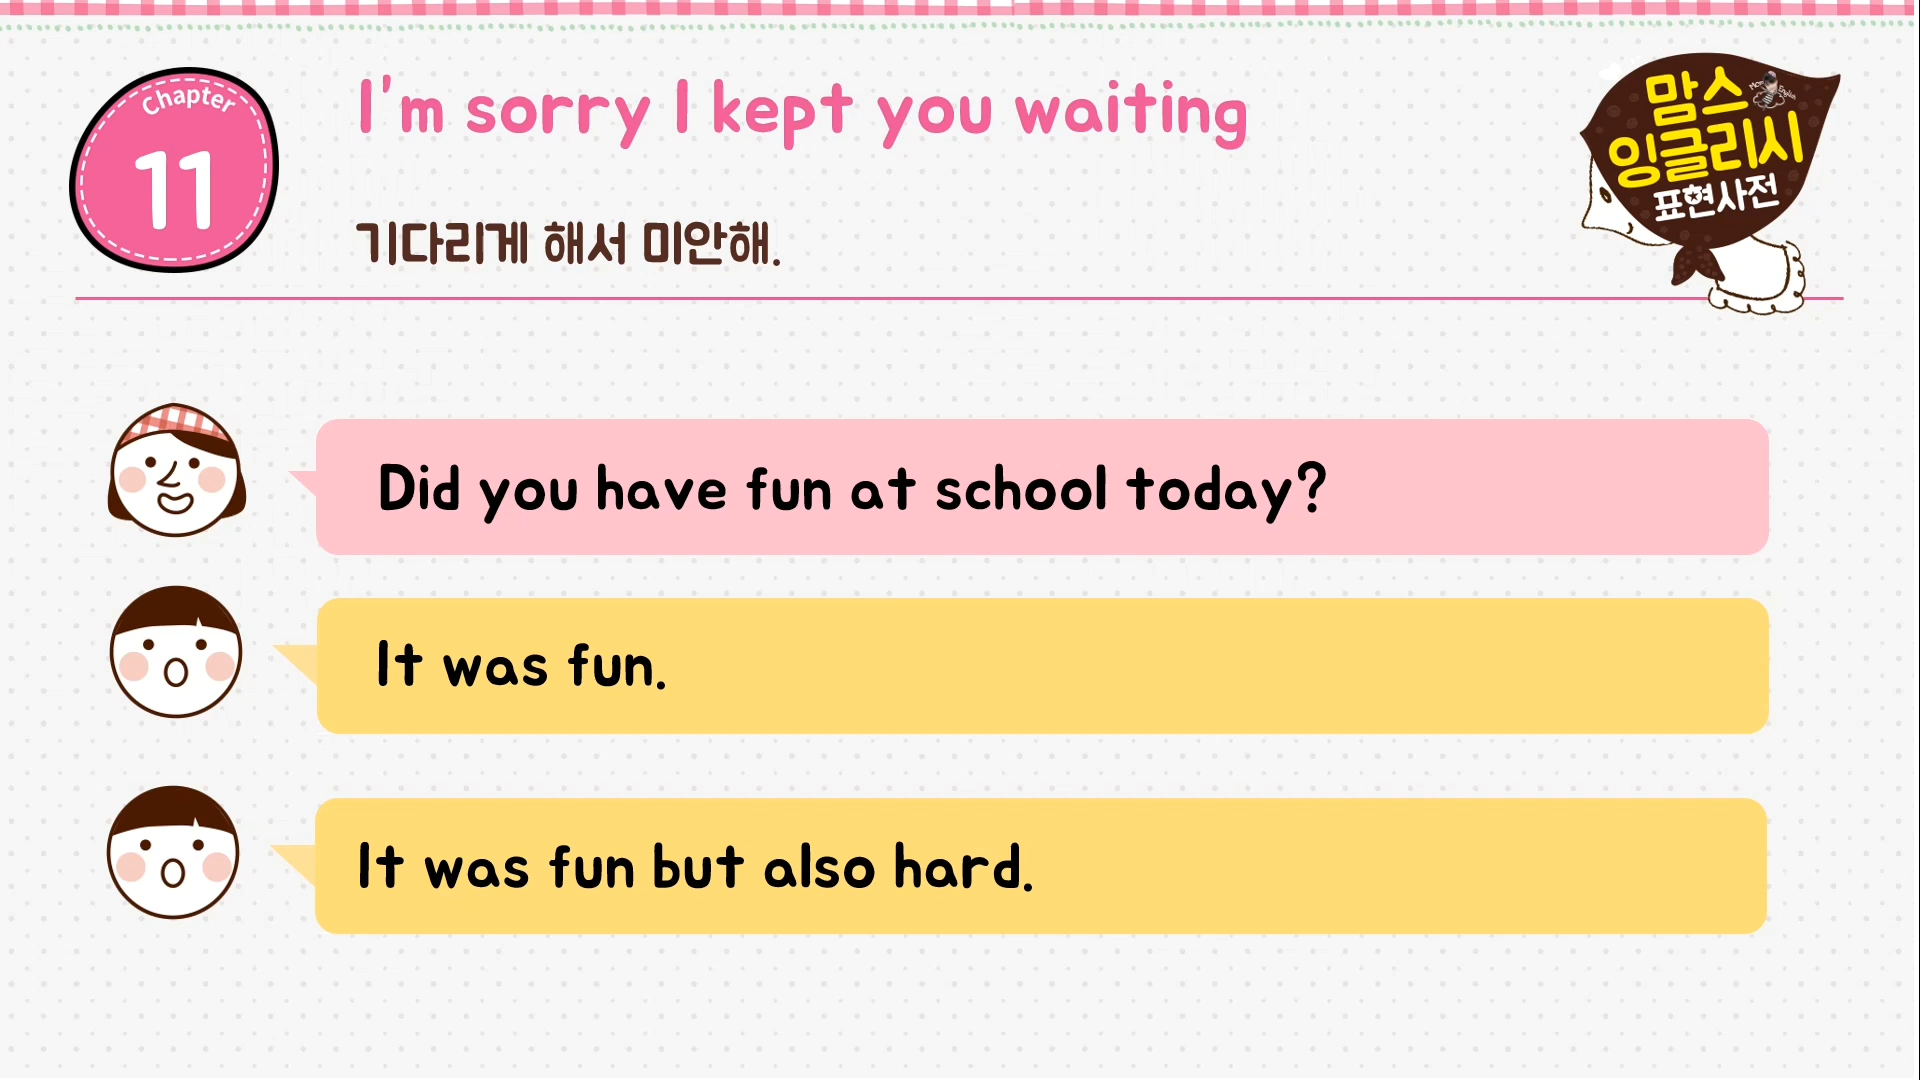 Chapter
11
I'm sorry I kept you waiting
기다리게 해서 미안해.
맘스
Mom
English
잉글리시
표현사전
Did you have fun at school today?
It was fun.
It was fun but also hard.